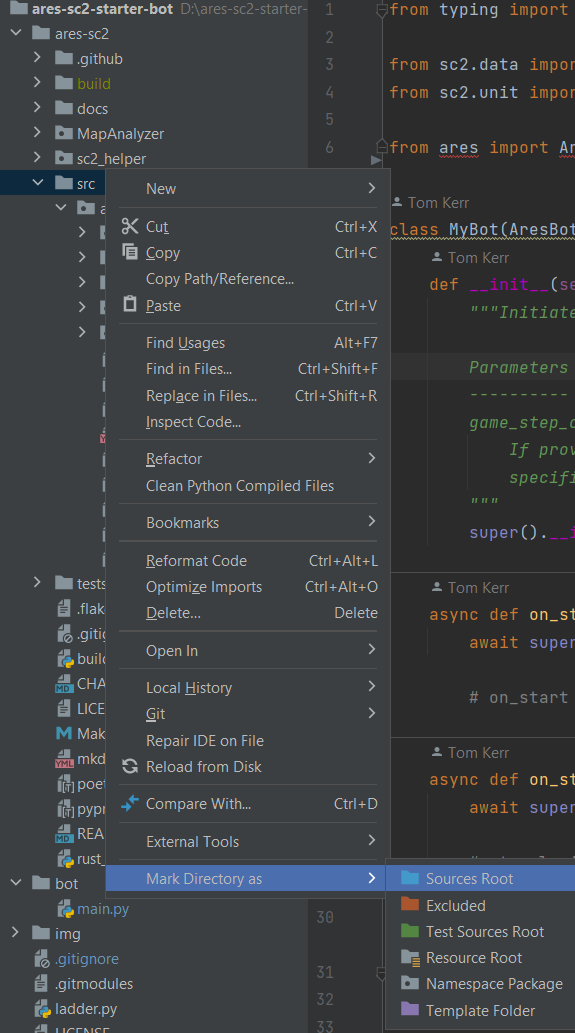 ares-sc2-starter-bot D:\ares-sc2-starter-
ares-sc2
.github
build
docs
MapAnalyzer
sc2_helper
src
a
tests
.flak
.gitig
build
CHA
LICE
Mak
mkd
poet
pypr
REA
rust_
bot
main.py
img
.gitignore
.gitmodules
ladder.py
LICENSE
New
Cut Ctrl+X
Copy Ctrl+C
Copy Path/Reference...
Paste Ctrl+V
Find Usages Alt+F7
Find in Files... Ctrl+Shift+F
Replace in Files... Ctrl+Shift+R
Inspect Code...
Refactor
Clean Python Compiled Files
Bookmarks
Reformat Code Ctrl+Alt+L
Optimize Imports Ctrl+Alt+O
Delete... Delete
Open In
Local History
Git
Repair IDE on File
Reload from Disk
Compare With... Ctrl+D
External Tools
Mark Directory as
Sources Root
Excluded
Test Sources Root
Resource Root
Namespace Package
Template Folder
1 from typing import
2
3 from sc2.data impor
4 from sc2.unit impor
5
6 from ares import Ar
Tom Kerr
class MyBot(AresBot
Tom Kerr
def __init__(se
"""Initiate
Parameters
----------
game_step_o
If prov
specifi
"""
super().__i
Tom Kerr
async def on_st
await super
# on_start
Tom Kerr
async def on_st
await super
30
31
32
33